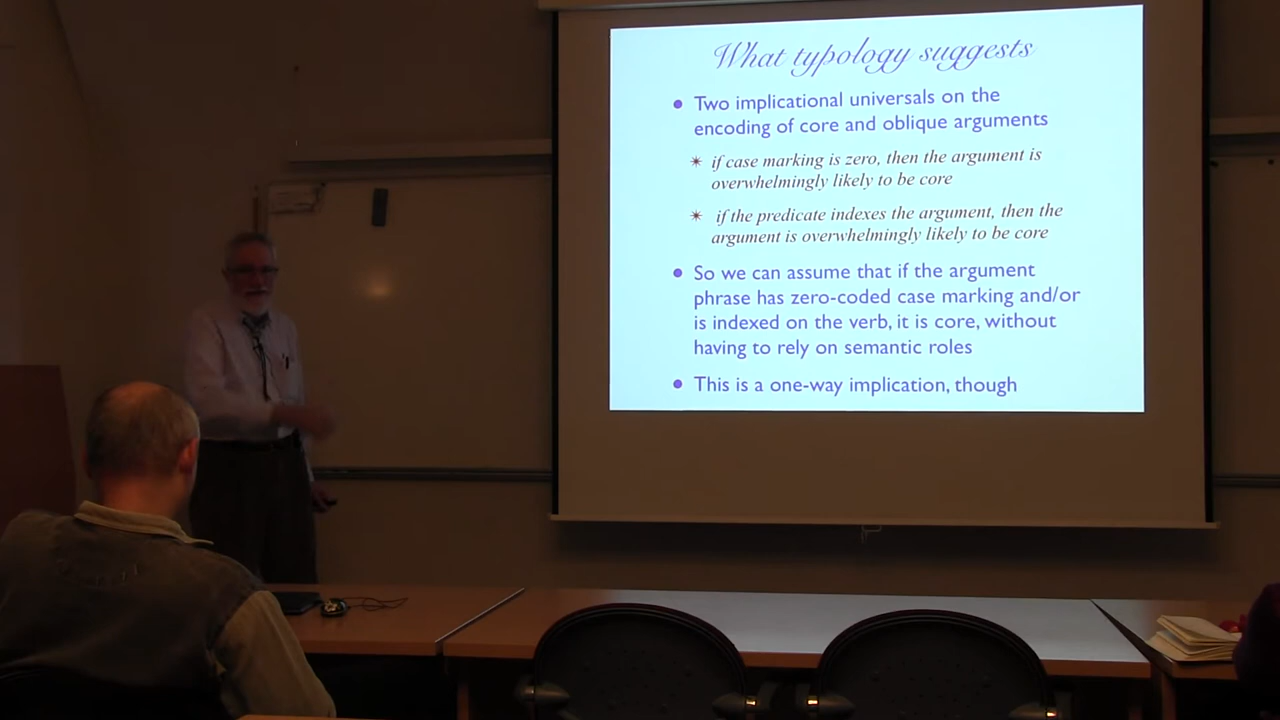 What typology suggests
• Two implicational universals on the
encoding of core and oblique arguments
✴ if case marking is zero, then the argument is
overwhelmingly likely to be core
✴ if the predicate indexes the argument, then the
argument is overwhelmingly likely to be core
• So we can assume that if the argument
phrase has zero-coded case marking and/or
is indexed on the verb, it is core, without
having to rely on semantic roles
• This is a one-way implication, though